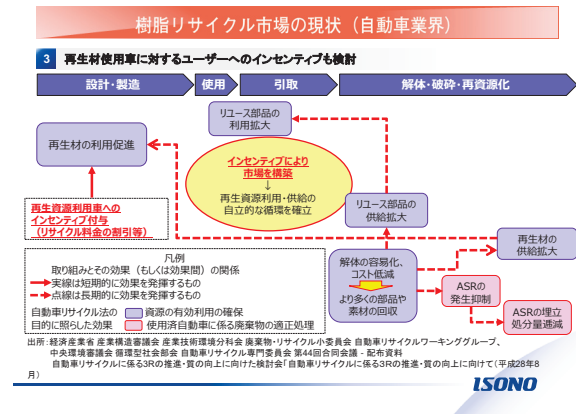 樹脂リサイクル市場の現状（自動車業界）
3 再生材使用車に対するユーザーへのインセンティブも検討
設計・製造 使用 引取 解体・破砕・再資源化
リユース部品の
利用拡大
再生材の利用促進
インセンティブにより
市場を構築
↓
再生資源利用・供給の
自立的な循環を確立
再生資源利用車への
インセンティブ付与
（リサイクル料金の割引等）
リユース部品の
供給拡大
再生材の
供給拡大
解体の容易化、
コスト低減
より多くの部品や
素材の回収
ASRの
発生抑制
ASRの埋立
処分量逓減
凡例
取り組みとその効果（もしくは効果間）の関係
実線は短期的に効果を発揮するもの
点線は長期的に効果を発揮するもの
自動車リサイクル法の 資源の有効利用の確保
目的に照らした効果 使用済自動車に係る廃棄物の適正処理
出所：経済産業省 産業構造審議会 産業技術環境分科会 廃棄物・リサイクル小委員会 自動車リサイクルワーキンググループ、
中央環境審議会 循環型社会部会 自動車リサイクル専門委員会 第44回合同会議 - 配布資料
自動車リサイクルに係る3Rの推進・質の向上に向けた検討会「自動車リサイクルに係る3Rの推進・質の向上に向けて（平成28年8
月）
ISONO